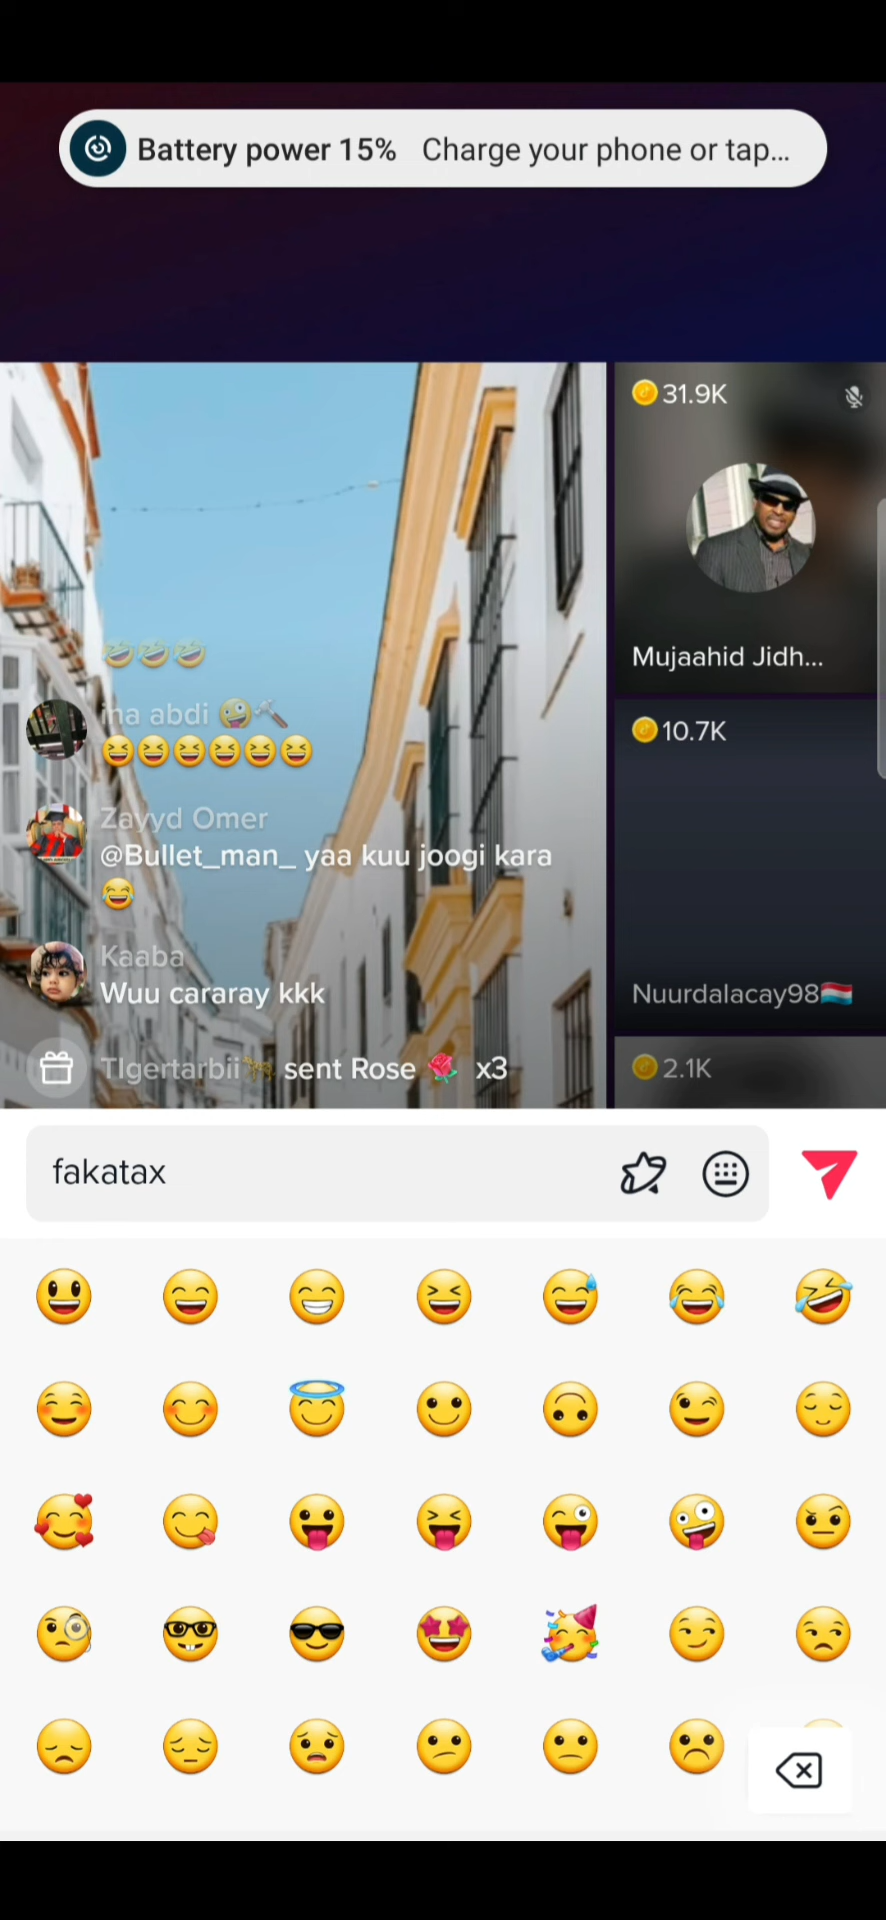 Battery power 15% Charge your phone or tap...
31.9K
Mujaahid Jidh...
10.7K
Nuurdalacay98🇱🇺
2.1K
🤣🤣🤣
ina abdi 🤪🔨
😆😆😆😆😆😆
Zayyd Omer
@Bullet_man_ yaa kuu joogi kara
😂
Kaaba
Wuu cararay kkk
TIgertarbii🐅 sent Rose 🌹 x3
fakatax